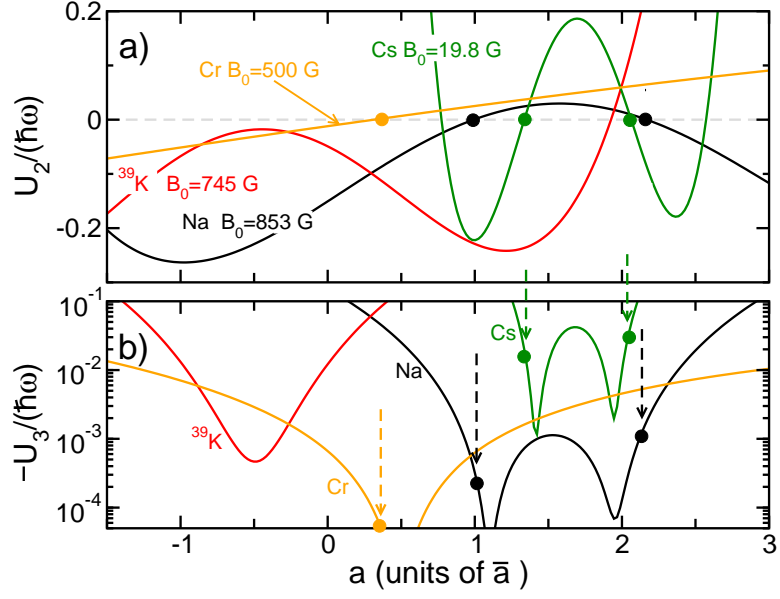 a)
0.2
0
-0.2
U₂/(ħω)
Cr B₀=500 G
Cs B₀=19.8 G
³⁹K B₀=745 G
Na B₀=853 G
b)
10⁻¹
10⁻²
10⁻³
10⁻⁴
−U₃/(ħω)
Cs
Na
³⁹K
Cr
-1 0 1 2 3
a (units of a̅ )